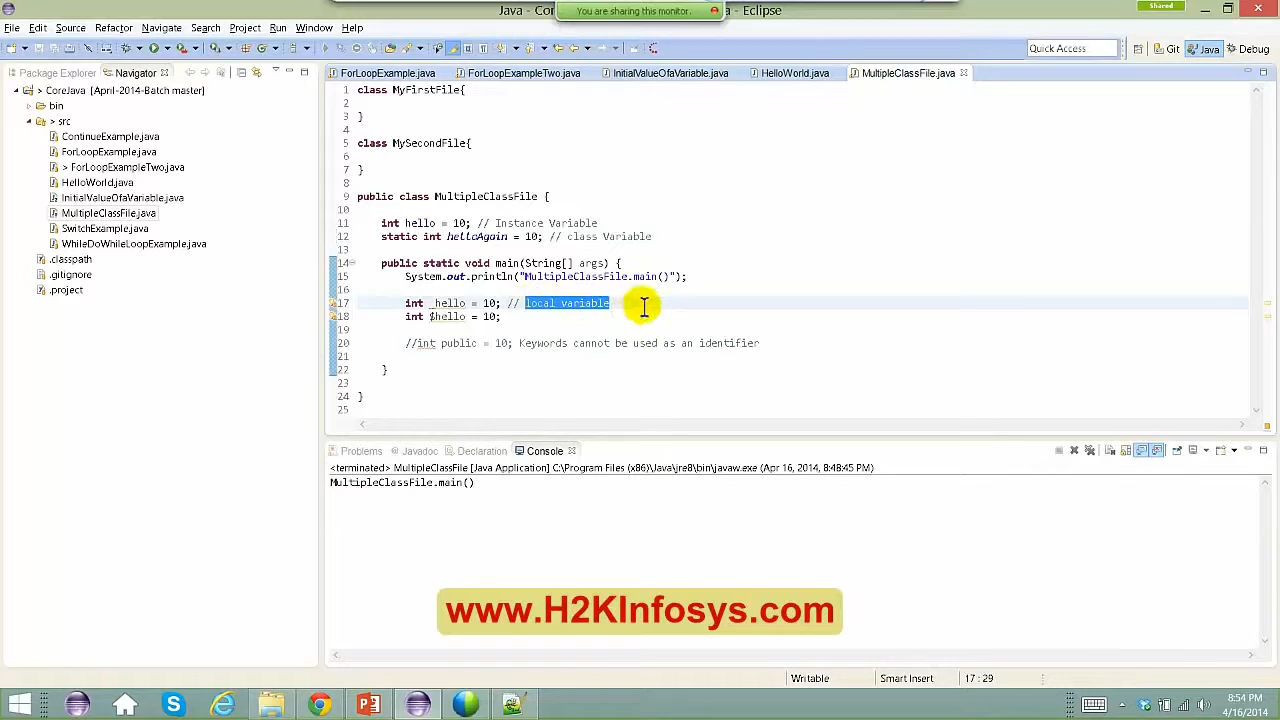 Java - Cor
You are sharing this monitor.
a - Eclipse
Shared
File Edit Source Refactor Navigate Search Project Run Window Help
Quick Access
Git
Java
Debug
Package Explorer
Navigator
ForLoopExample.java
ForLoopExampleTwo.java
InitialValueOfaVariable.java
HelloWorld.java
MultipleClassFile.java
> CoreJava [April-2014-Batch master]
bin
> src
ContinueExample.java
ForLoopExample.java
> ForLoopExampleTwo.java
HelloWorld.java
InitialValueOfaVariable.java
MultipleClassFile.java
SwitchExample.java
WhileDoWhileLoopExample.java
.classpath
.gitignore
.project
1 class MyFirstFile{
2
3 }
4
5 class MySecondFile{
6
7 }
8
9 public class MultipleClassFile {
10
11 int hello = 10; // Instance Variable
12 static int helloAgain = 10; // class Variable
13
14 public static void main(String[] args) {
15 System.out.println("MultipleClassFile.main()");
16
17 int _hello = 10; // local variable
18 int $hello = 10;
19
20 //int public = 10; Keywords cannot be used as an identifier
21
22 }
23
24 }
25
Problems @ Javadoc Declaration Console
<terminated> MultipleClassFile [Java Application] C:\Program Files (x86)\Java\jre8\bin\javaw.exe (Apr 16, 2014, 8:48:45 PM)
MultipleClassFile.main()
www.H2KInfosys.com
Writable
Smart Insert
17 : 29
8:54 PM
4/16/2014